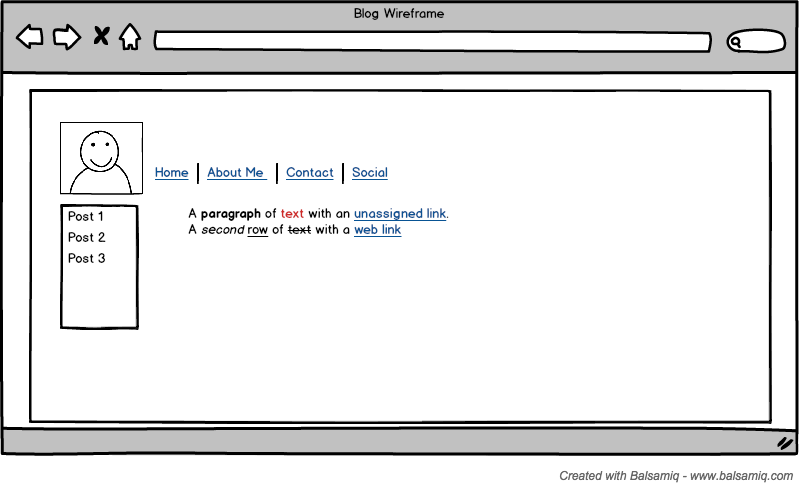 Blog Wireframe
Home | About Me | Contact | Social
Post 1
Post 2
Post 3
A paragraph of text with an unassigned link.
A second row of text with a web link
Created with Balsamiq - www.balsamiq.com